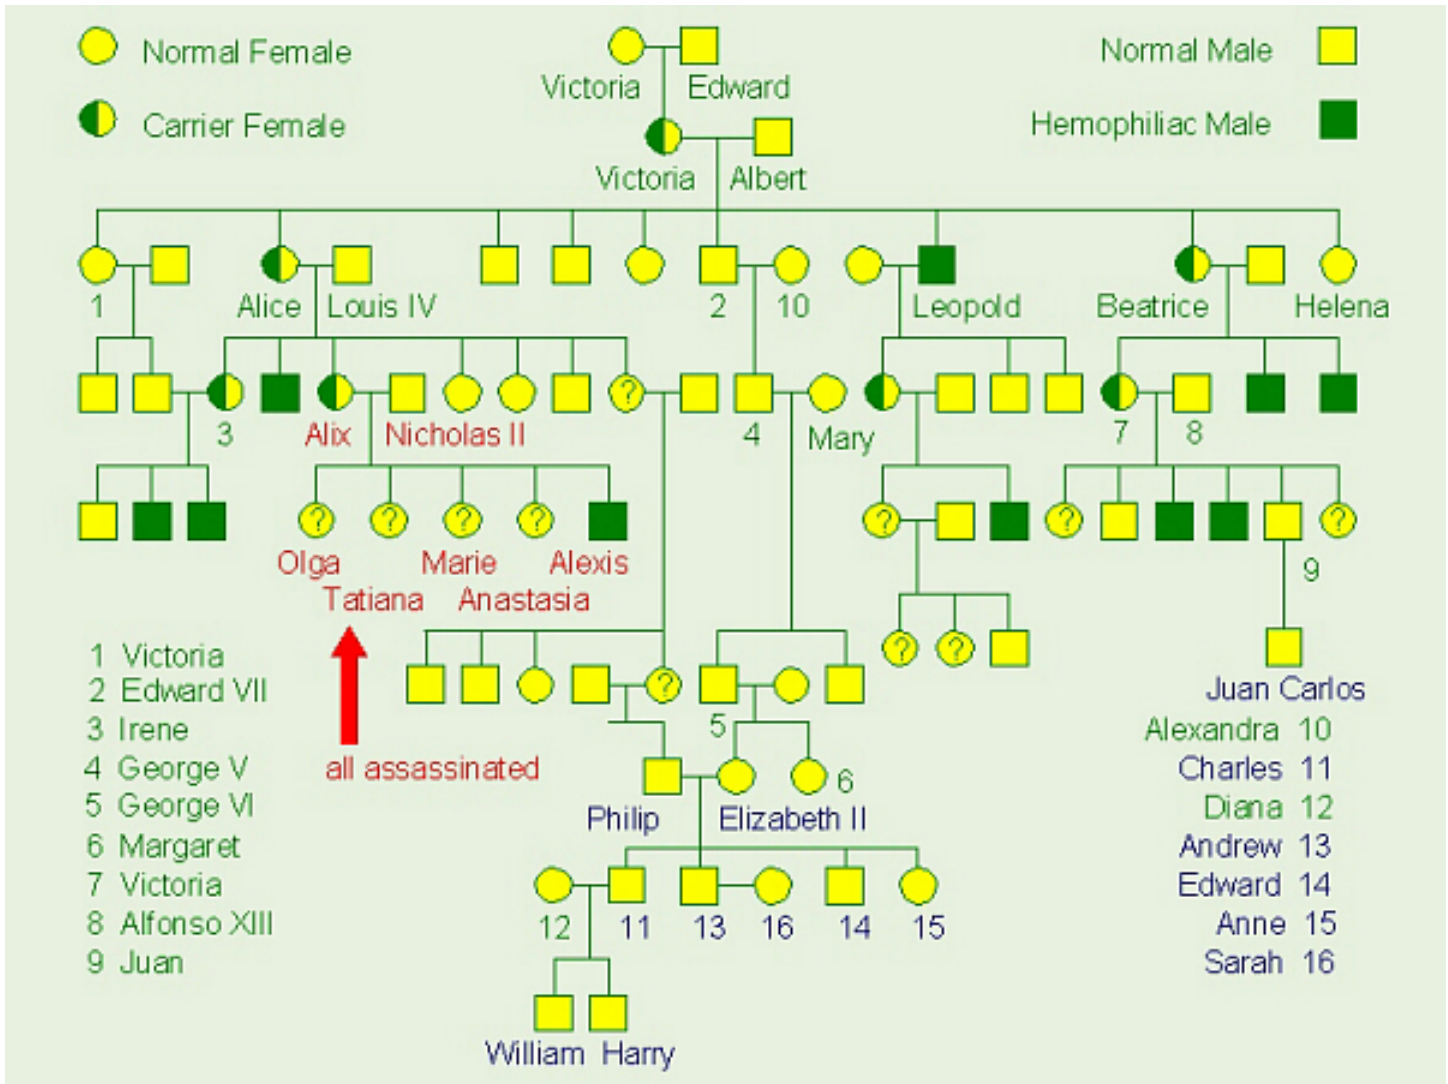 Normal Female
Normal Male
Victoria Edward
Carrier Female
Hemophiliac Male
Victoria Albert
1 Alice Louis IV 2 10 Leopold Beatrice Helena
?
3 Alix Nicholas II 4 Mary 7 8
? ? ? ? ? ? ?
Olga Marie Alexis 9
Tatiana Anastasia
? ?
1 Victoria
2 Edward VII
3 Irene
4 George V
5 George VI
6 Margaret
7 Victoria
8 Alfonso XIII
9 Juan
?
5
all assassinated
6
Philip Elizabeth II
12 11 13 16 14 15
William Harry
Juan Carlos
Alexandra 10
Charles 11
Diana 12
Andrew 13
Edward 14
Anne 15
Sarah 16